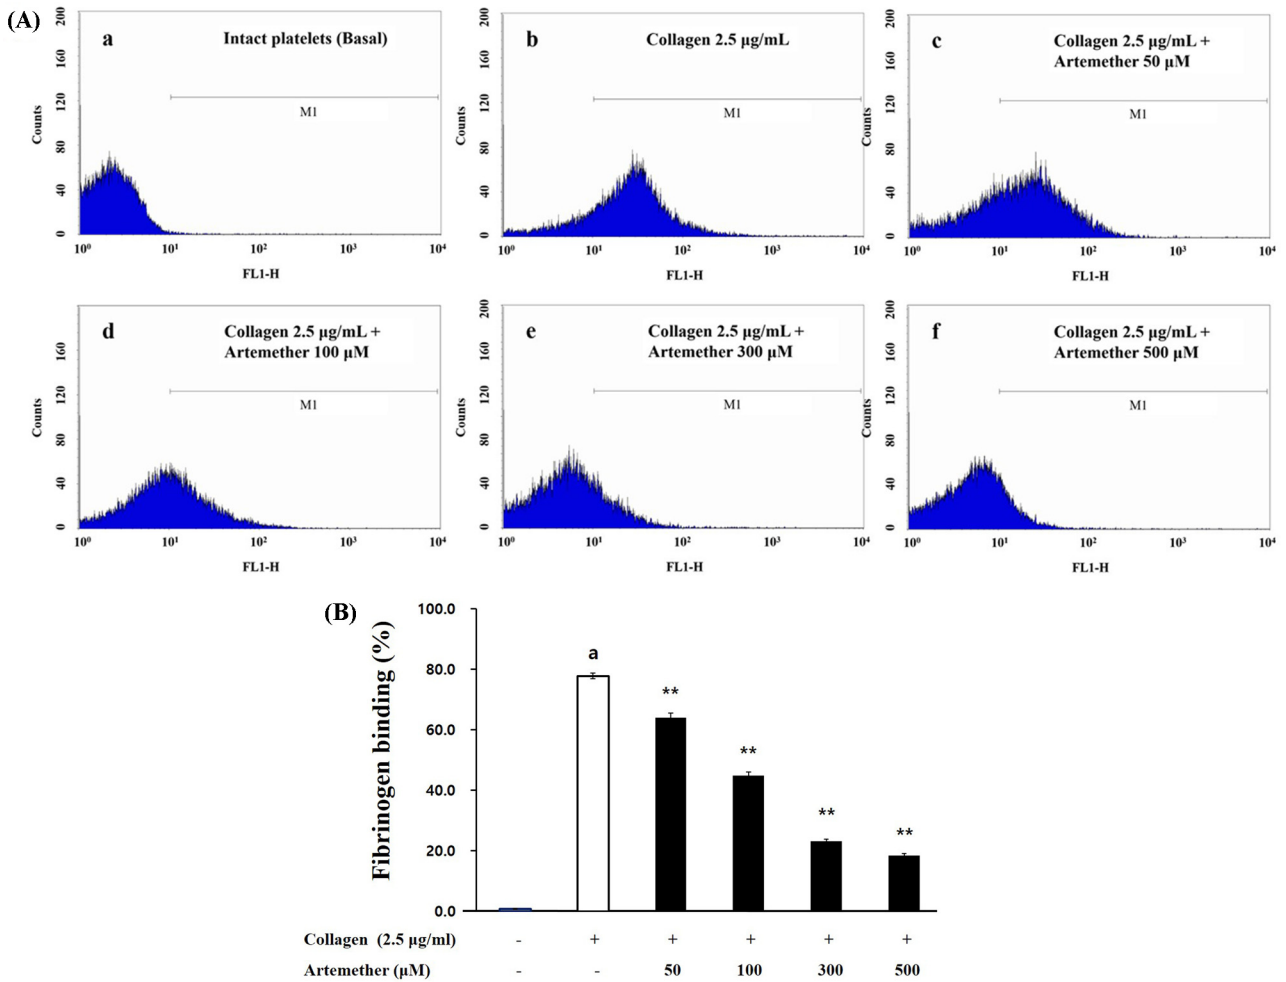 (A)
a
Intact platelets (Basal)
M1
Counts
200
160
120
80
40
0
10⁰ 10¹ 10² 10³ 10⁴
FL1-H
b
Collagen 2.5 μg/mL
M1
Counts
200
160
120
80
40
0
10⁰ 10¹ 10² 10³ 10⁴
FL1-H
c
Collagen 2.5 μg/mL +
Artemether 50 μM
M1
Counts
200
160
120
80
40
0
10⁰ 10¹ 10² 10³ 10⁴
FL1-H
d
Collagen 2.5 μg/mL +
Artemether 100 μM
M1
Counts
160
120
80
40
0
10⁰ 10¹ 10² 10³ 10⁴
FL1-H
e
Collagen 2.5 μg/mL +
Artemether 300 μM
M1
Counts
200
160
120
80
40
0
10⁰ 10¹ 10² 10³ 10⁴
FL1-H
f
Collagen 2.5 μg/mL +
Artemether 500 μM
M1
Counts
200
160
120
80
40
0
10⁰ 10¹ 10² 10³ 10⁴
FL1-H
(B)
Fibrinogen binding (%)
100.0
80.0
60.0
40.0
20.0
0.0
a
**
**
**
**
Collagen (2.5 μg/ml) - + + + + +
Artemether (μM) - - 50 100 300 500